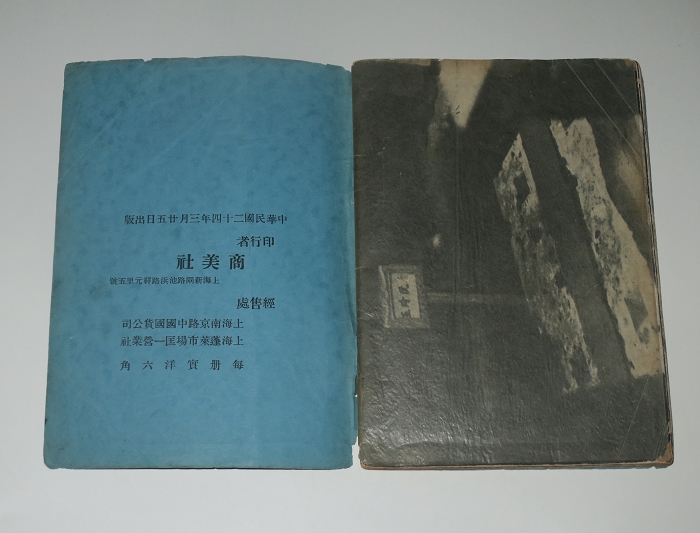 中華民國二十四年三月廿五日出版
印行者
商美社
上海新閘路池浜路元里五號
經售處
上海南京路中國國貨公司
上海蓬萊市場匡一營業社
每册實洋六角